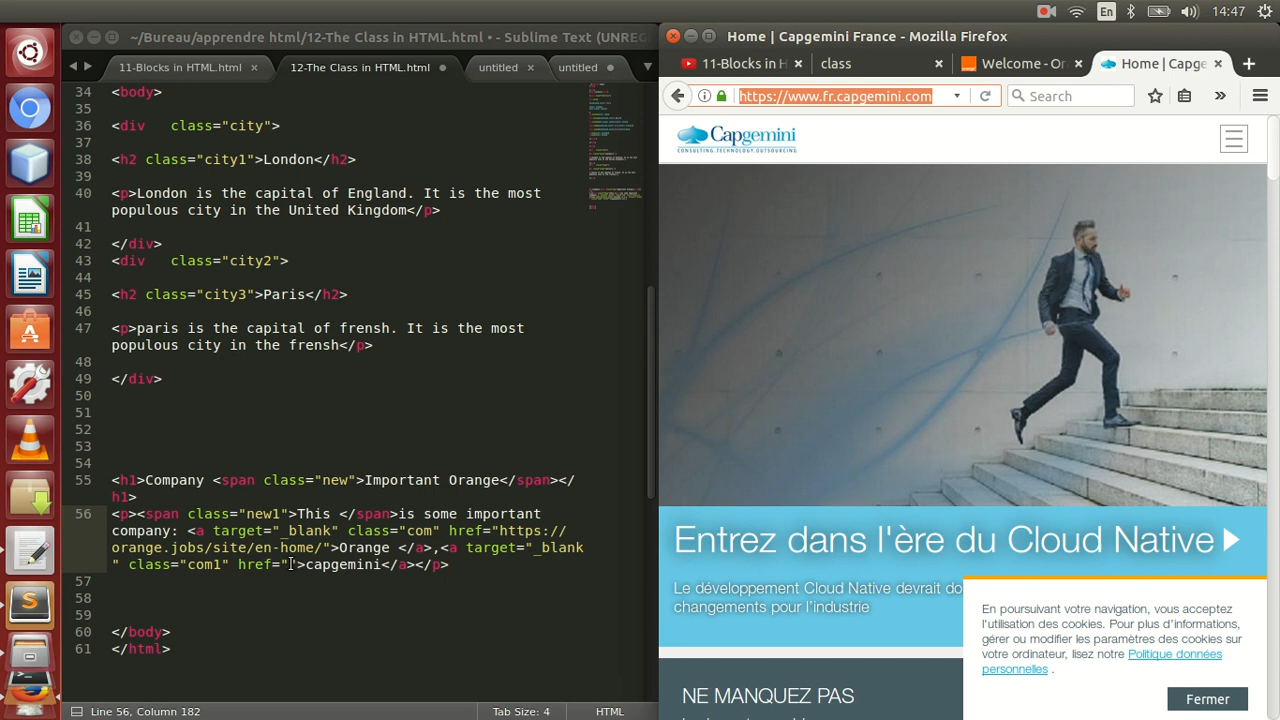 14:47
En
~/Bureau/apprendre html/12-The Class in HTML.html • - Sublime Text (UNREG
11-Blocks in HTML.html
12-The Class in HTML.html
untitled
untitled
34 <body>
35
36 <div class="city">
37
38 <h2 class="city1">London</h2>
39
40 <p>London is the capital of England. It is the most
populous city in the United Kingdom</p>
41
42 </div>
43 <div class="city2">
44
45 <h2 class="city3">Paris</h2>
46
47 <p>paris is the capital of frensh. It is the most
populous city in the frensh</p>
48
49 </div>
50
51
52
53
54
55 <h1>Company <span class="new">Important Orange</span></
h1>
56 <p><span class="new1">This </span>is some important
company: <a target="_blank" class="com" href="https://
orange.jobs/site/en-home/">Orange </a>,<a target="_blank
" class="com1" href="">capgemini</a></p>
57
58
59
60 </body>
61 </html>
Line 56, Column 182
Tab Size: 4
HTML
Home | Capgemini France - Mozilla Firefox
11-Blocks in H
class
Welcome - Or
Home | Capge
https://www.fr.capgemini.com
Search
Capgemini
CONSULTING.TECHNOLOGY.OUTSOURCING
Entrez dans l'ère du Cloud Native
Le développement Cloud Native devrait do
changements pour l'industrie
En poursuivant votre navigation, vous acceptez
l'utilisation des cookies. Pour plus d'informations,
gérer ou modifier les paramètres des cookies sur
votre ordinateur, lisez notre Politique données
personnelles .
Fermer
NE MANQUEZ PAS